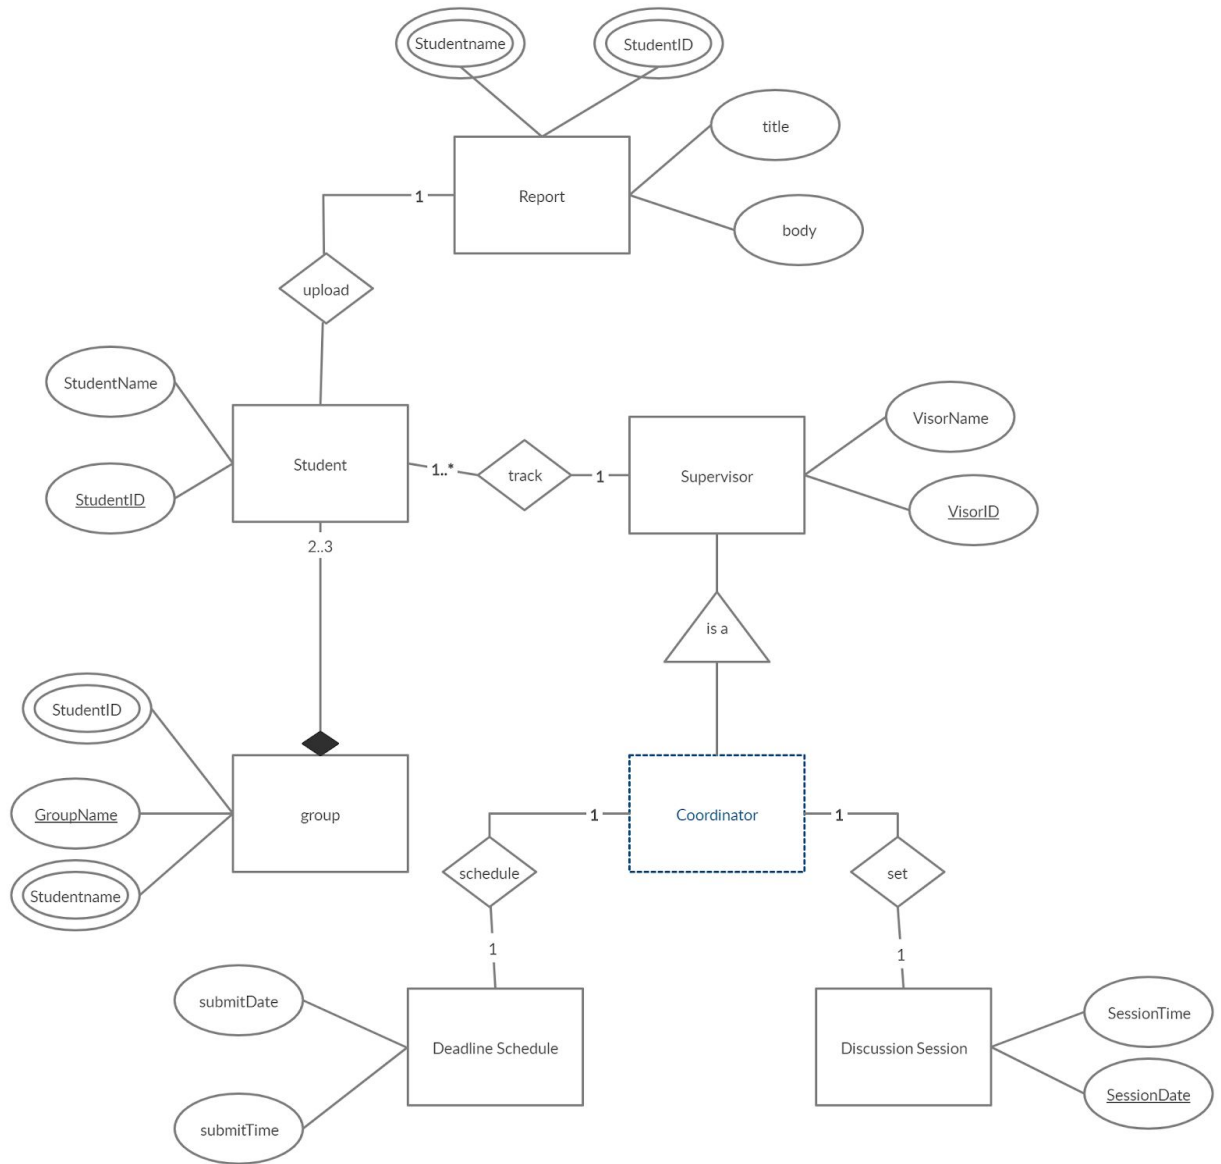 Studentname
StudentID
title
Report
1
body
upload
StudentName
StudentID
Student
1..*
track
1
Supervisor
VisorName
VisorID
2..3
is a
StudentID
GroupName
Studentname
group
1
Coordinator
1
schedule
set
1
1
submitDate
submitTime
Deadline Schedule
Discussion Session
SessionTime
SessionDate